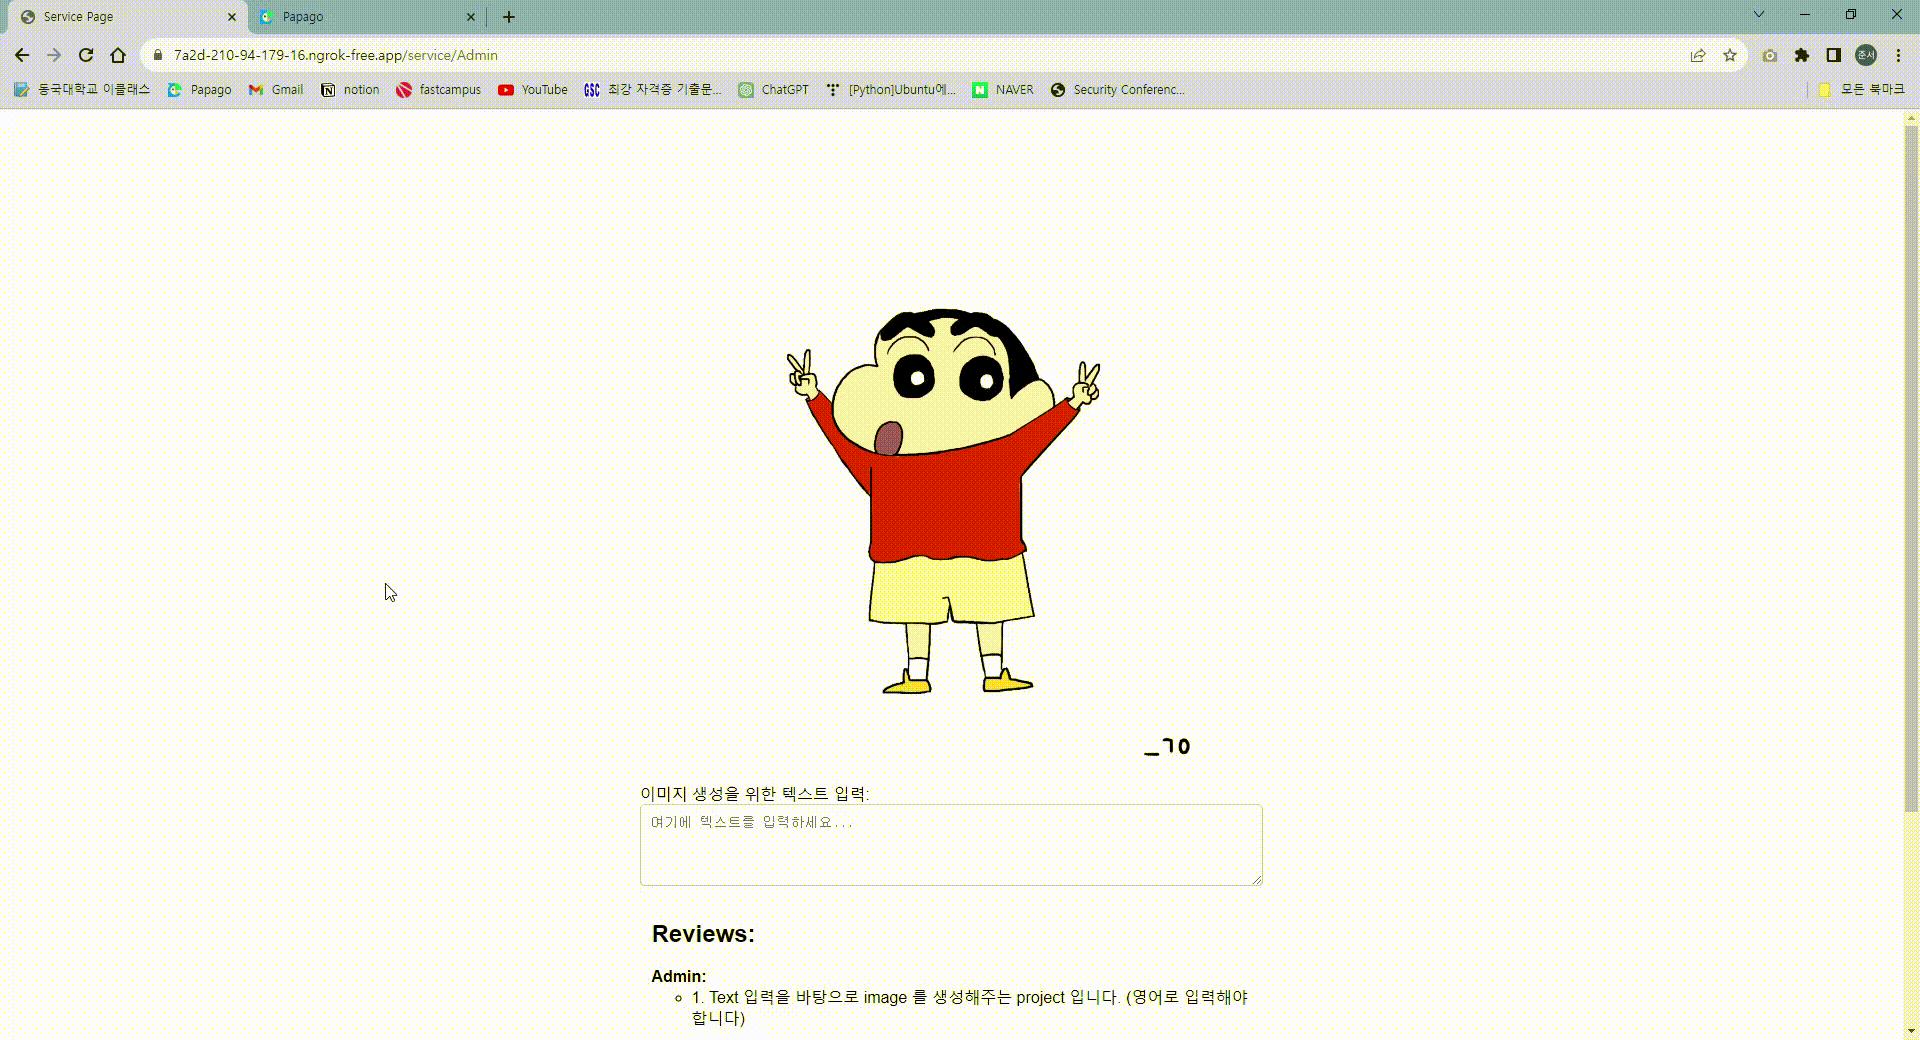 Service Page
Papago
7a2d-210-94-179-16.ngrok-free.app/service/Admin
준서
동국대학교 이클래스
Papago
Gmail
notion
fastcampus
YouTube
최강 자격증 기출문...
ChatGPT
[Python]Ubuntu에...
NAVER
Security Conferenc...
모든 북마크
이미지 생성을 위한 텍스트 입력:
여기에 텍스트를 입력하세요...
Reviews:
Admin:
1. Text 입력을 바탕으로 image 를 생성해주는 project 입니다. (영어로 입력해야
합니다)